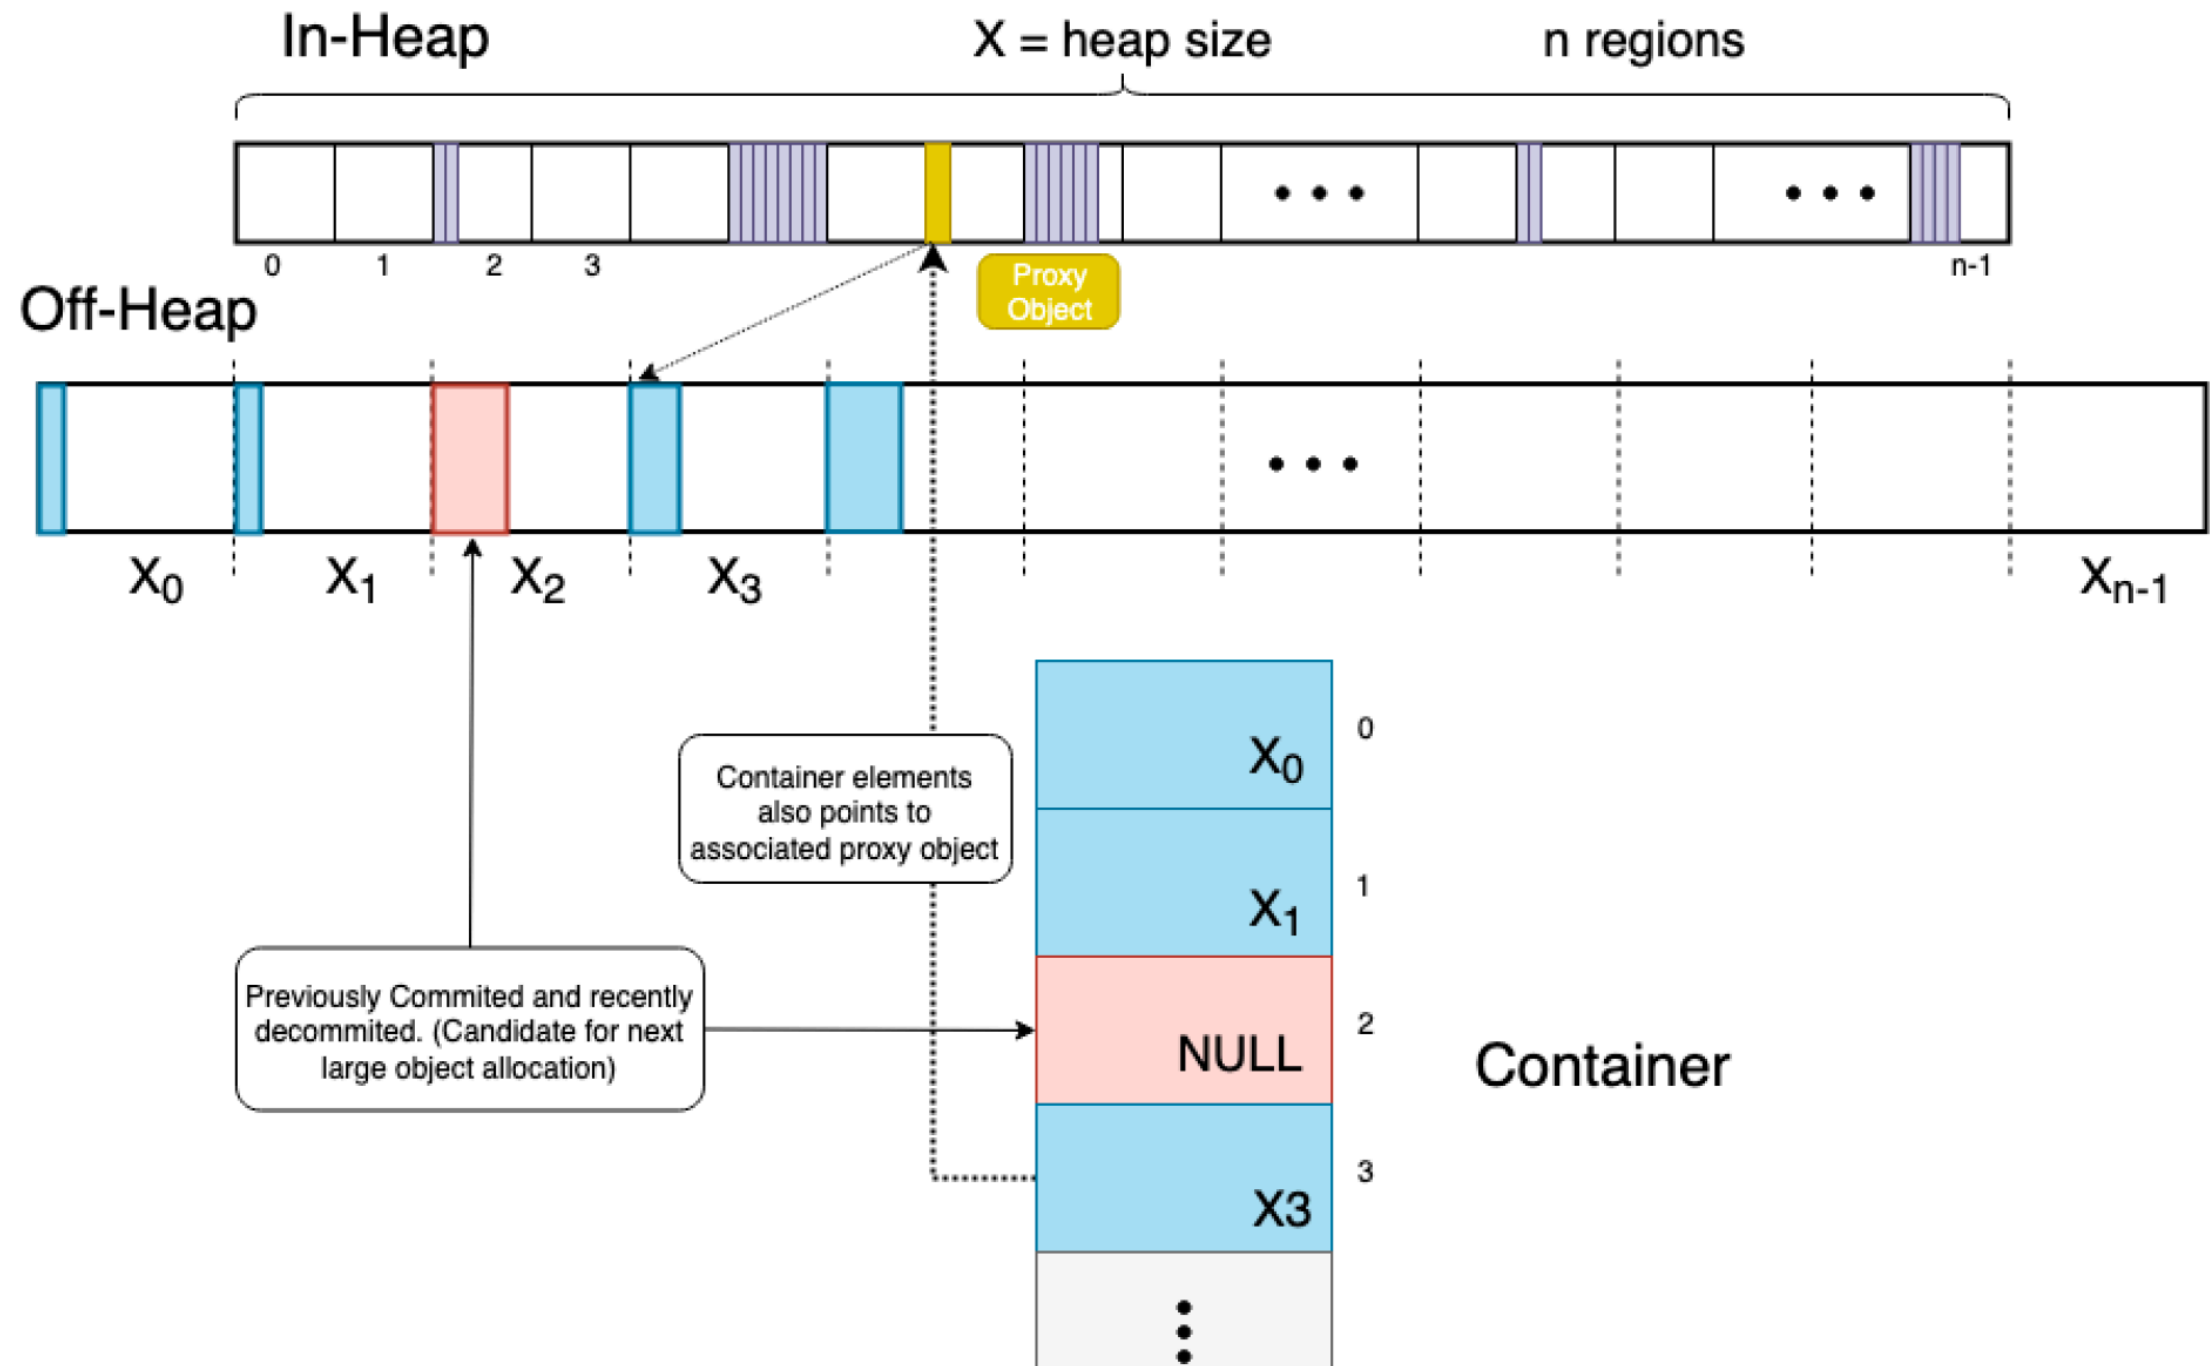 In-Heap
X = heap size
n regions
0
1
2
3
n-1
Proxy
Object
Off-Heap
X0
X1
X2
X3
Xn-1
Container elements
also points to
associated proxy object
Previously Commited and recently
decommited. (Candidate for next
large object allocation)
X0
0
X1
1
NULL
2
X3
3
Container